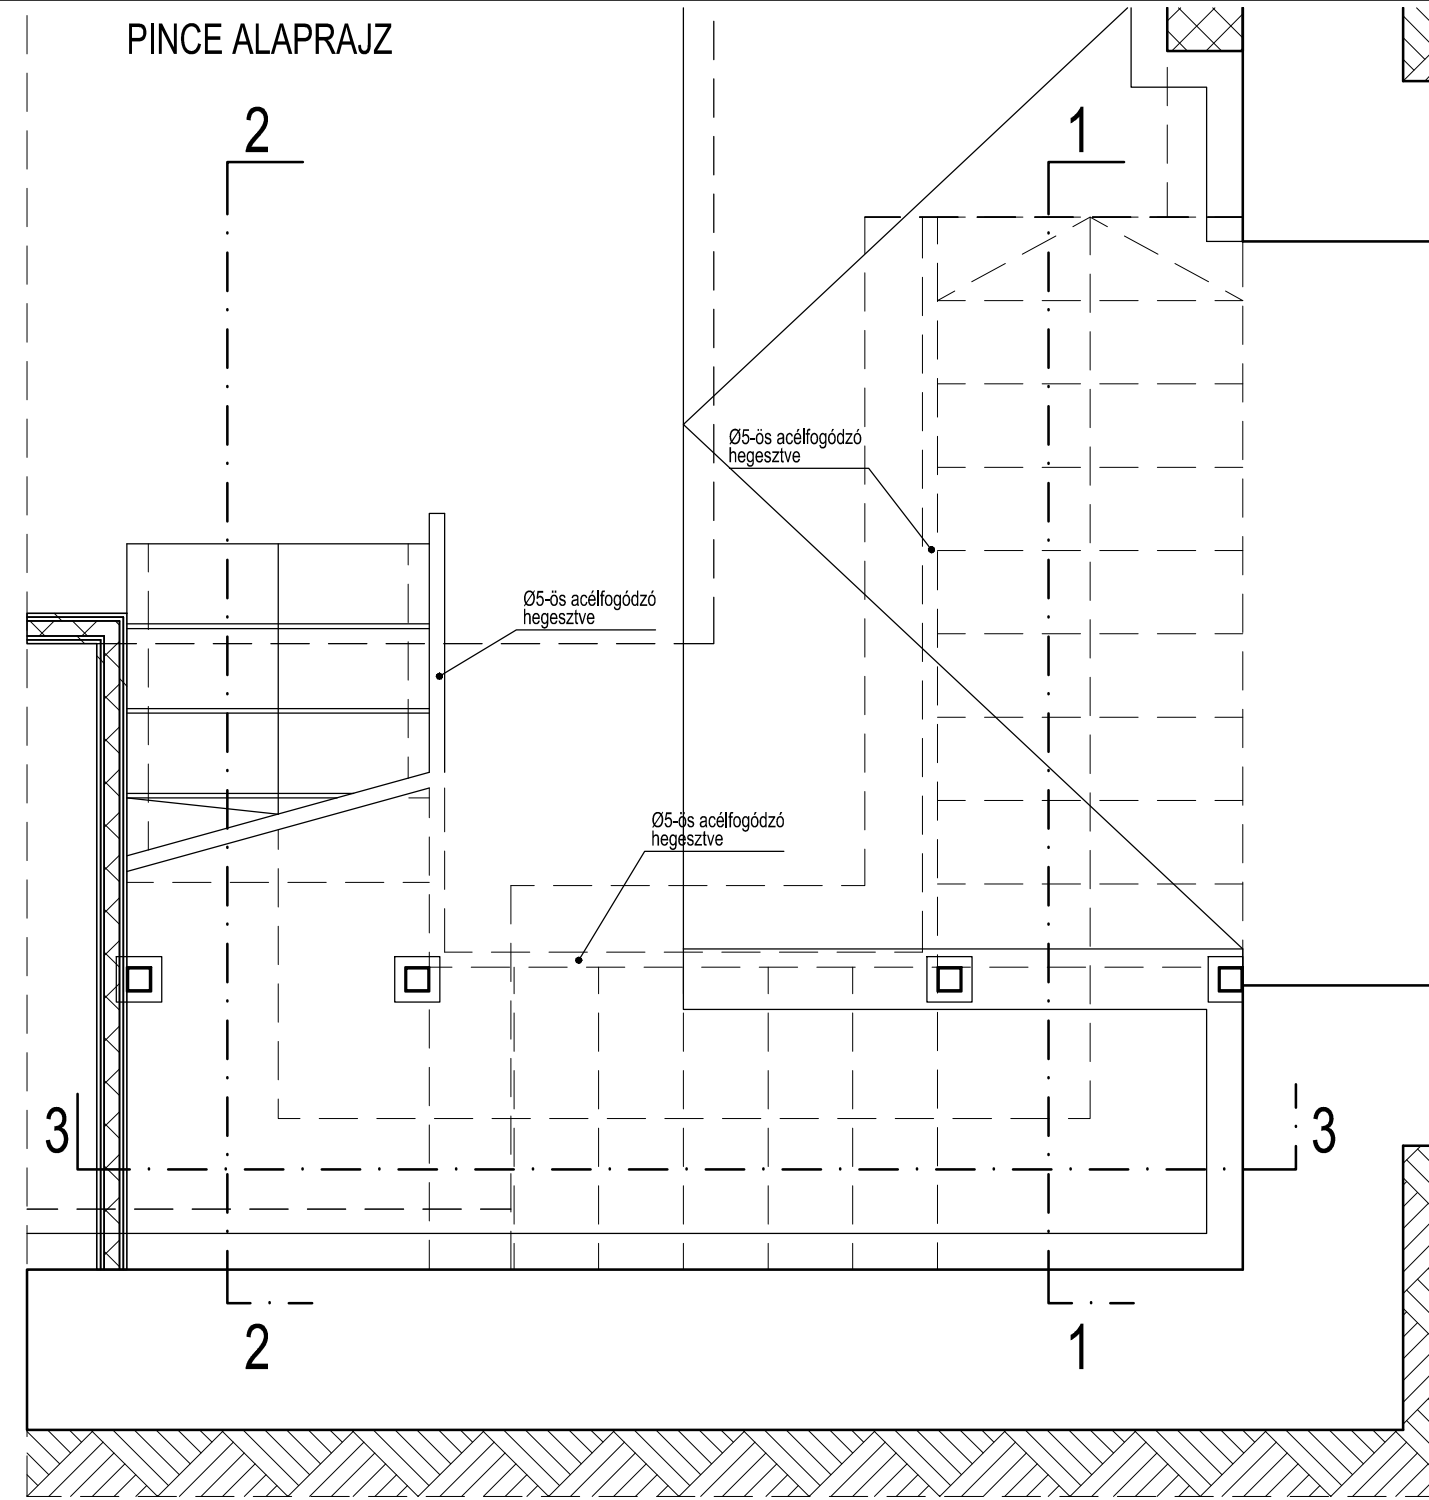 PINCE ALAPRAJZ
2
1
Ø5-ös acélfogódzó
hegesztve
Ø5-ös acélfogódzó
hegesztve
Ø5-ös acélfogódzó
hegesztve
3
3
2
1